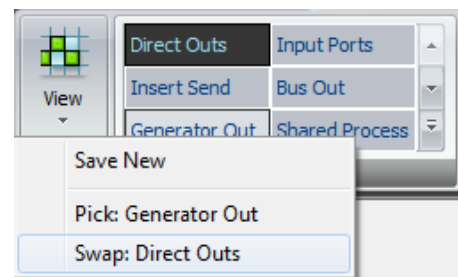 Direct Outs Input Ports
View Insert Send Bus Out
Generator Out Shared Process
Save New
Pick: Generator Out
Swap: Direct Outs